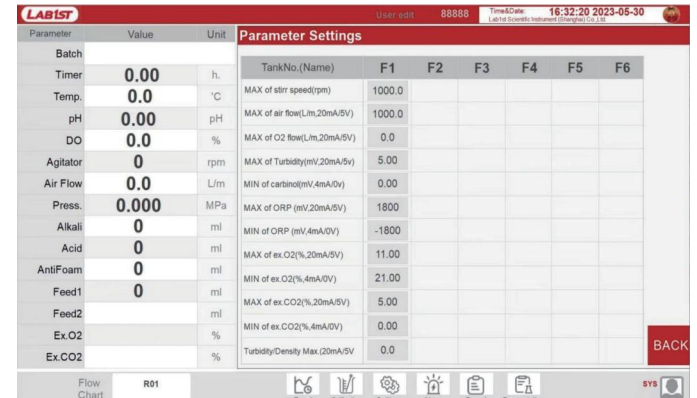 LAB1ST
User edit
88888
Time&Date: 16:32:20 2023-05-30
Lab1st Scientific Instrument (Shanghai) Co.,Ltd.
Parameter Value Unit
Parameter Settings
Batch
Timer 0.00 h.
Temp. 0.0 'C
pH 0.00 pH
DO 0.0 %
Agitator 0 rpm
Air Flow 0.0 L/m
Press. 0.000 MPa
Alkali 0 ml
Acid 0 ml
AntiFoam 0 ml
Feed1 0 ml
Feed2 ml
Ex.O2 %
Ex.CO2 %
TankNo.(Name) F1 F2 F3 F4 F5 F6
MAX of stirr speed(rpm) 1000.0
MAX of air flow(L/m,20mA/5V) 1000.0
MAX of O2 flow(L/m,20mA/5V) 0.0
MAX of Turbidity(mV,20mA/5v) 5.00
MIN of carbinol(mV,4mA/0v) 0.00
MAX of ORP (mV,20mA/5V) 1800
MIN of ORP (mV,4mA/0V) -1800
MAX of ex.O2(%,20mA/5V) 11.00
MIN of ex.O2(%,4mA/0V) 21.00
MAX of ex.CO2(%,20mA/5V) 5.00
MIN of ex.CO2(%,4mA/0V) 0.00
Turbidity/Density Max.(20mA/5V 0.0
BACK
Flow
Chart
R01
SYS